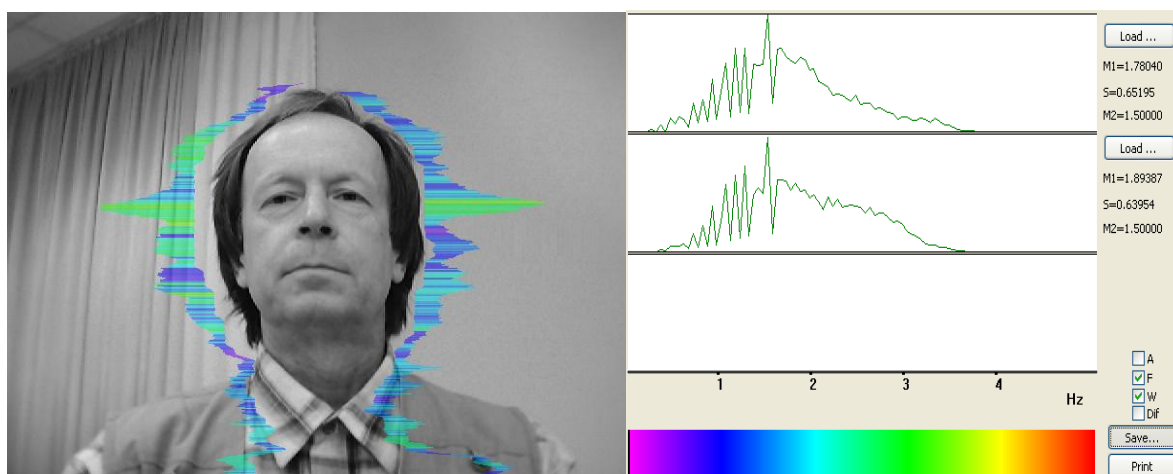 Load ...
M1=1.78040
S=0.65195
M2=1.50000
Load ...
M1=1.89387
S=0.63954
M2=1.50000
1 2 3 4
Hz
A
F
W
Dif
Save...
Print